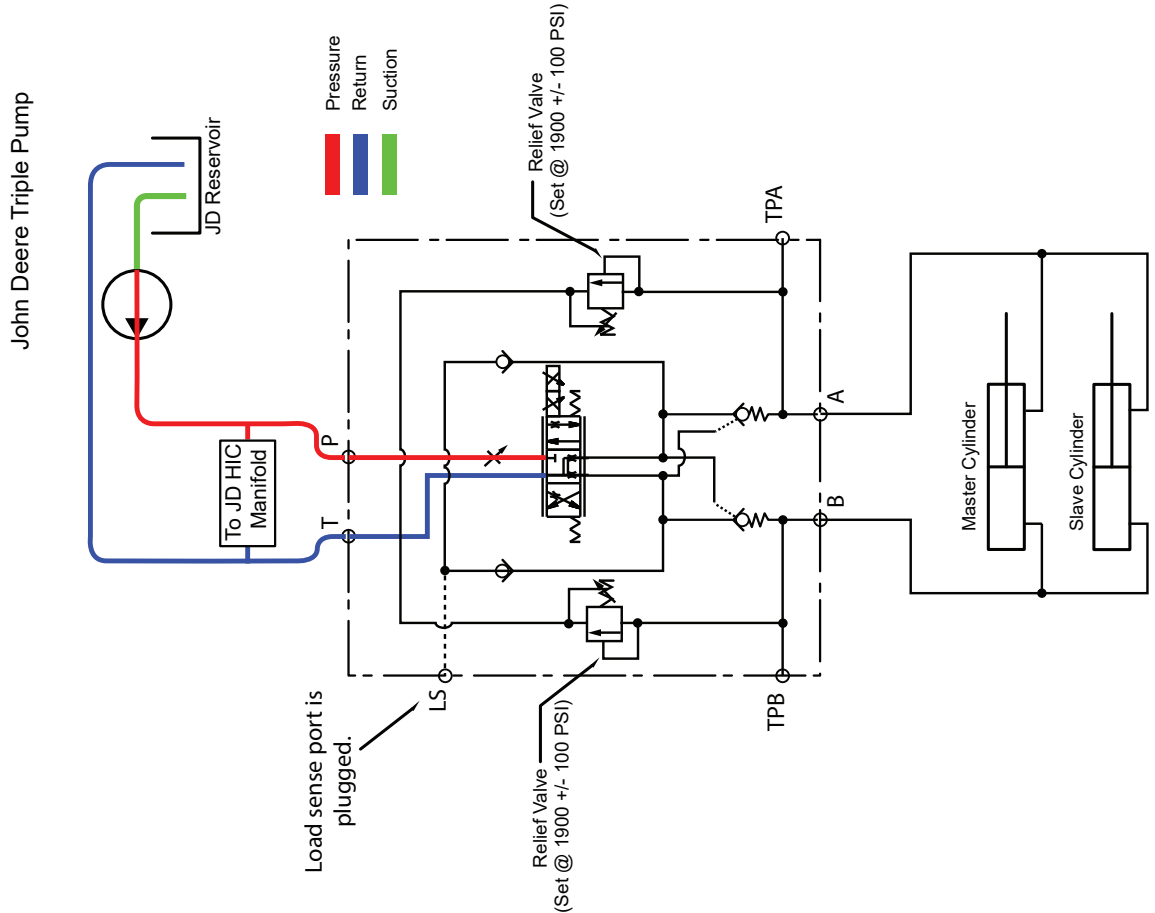 John Deere Triple Pump
JD Reservoir
Pressure
Return
Suction
To JD HIC
Manifold
T
P
Load sense port is
plugged.
LS
Relief Valve
(Set @ 1900 +/- 100 PSI)
Relief Valve
(Set @ 1900 +/- 100 PSI)
TPB
TPA
B
A
Master Cylinder
Slave Cylinder